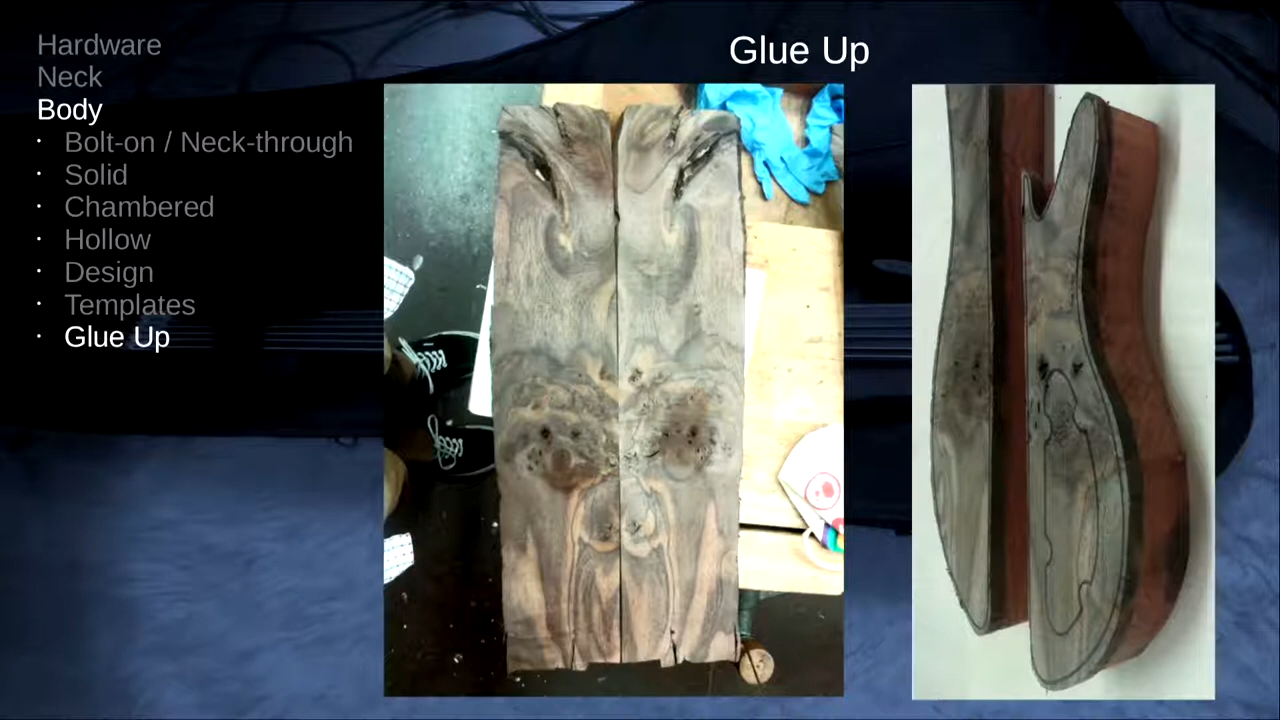 Glue Up
Hardware
Neck
Body
· Bolt-on / Neck-through
· Solid
· Chambered
· Hollow
· Design
· Templates
· Glue Up